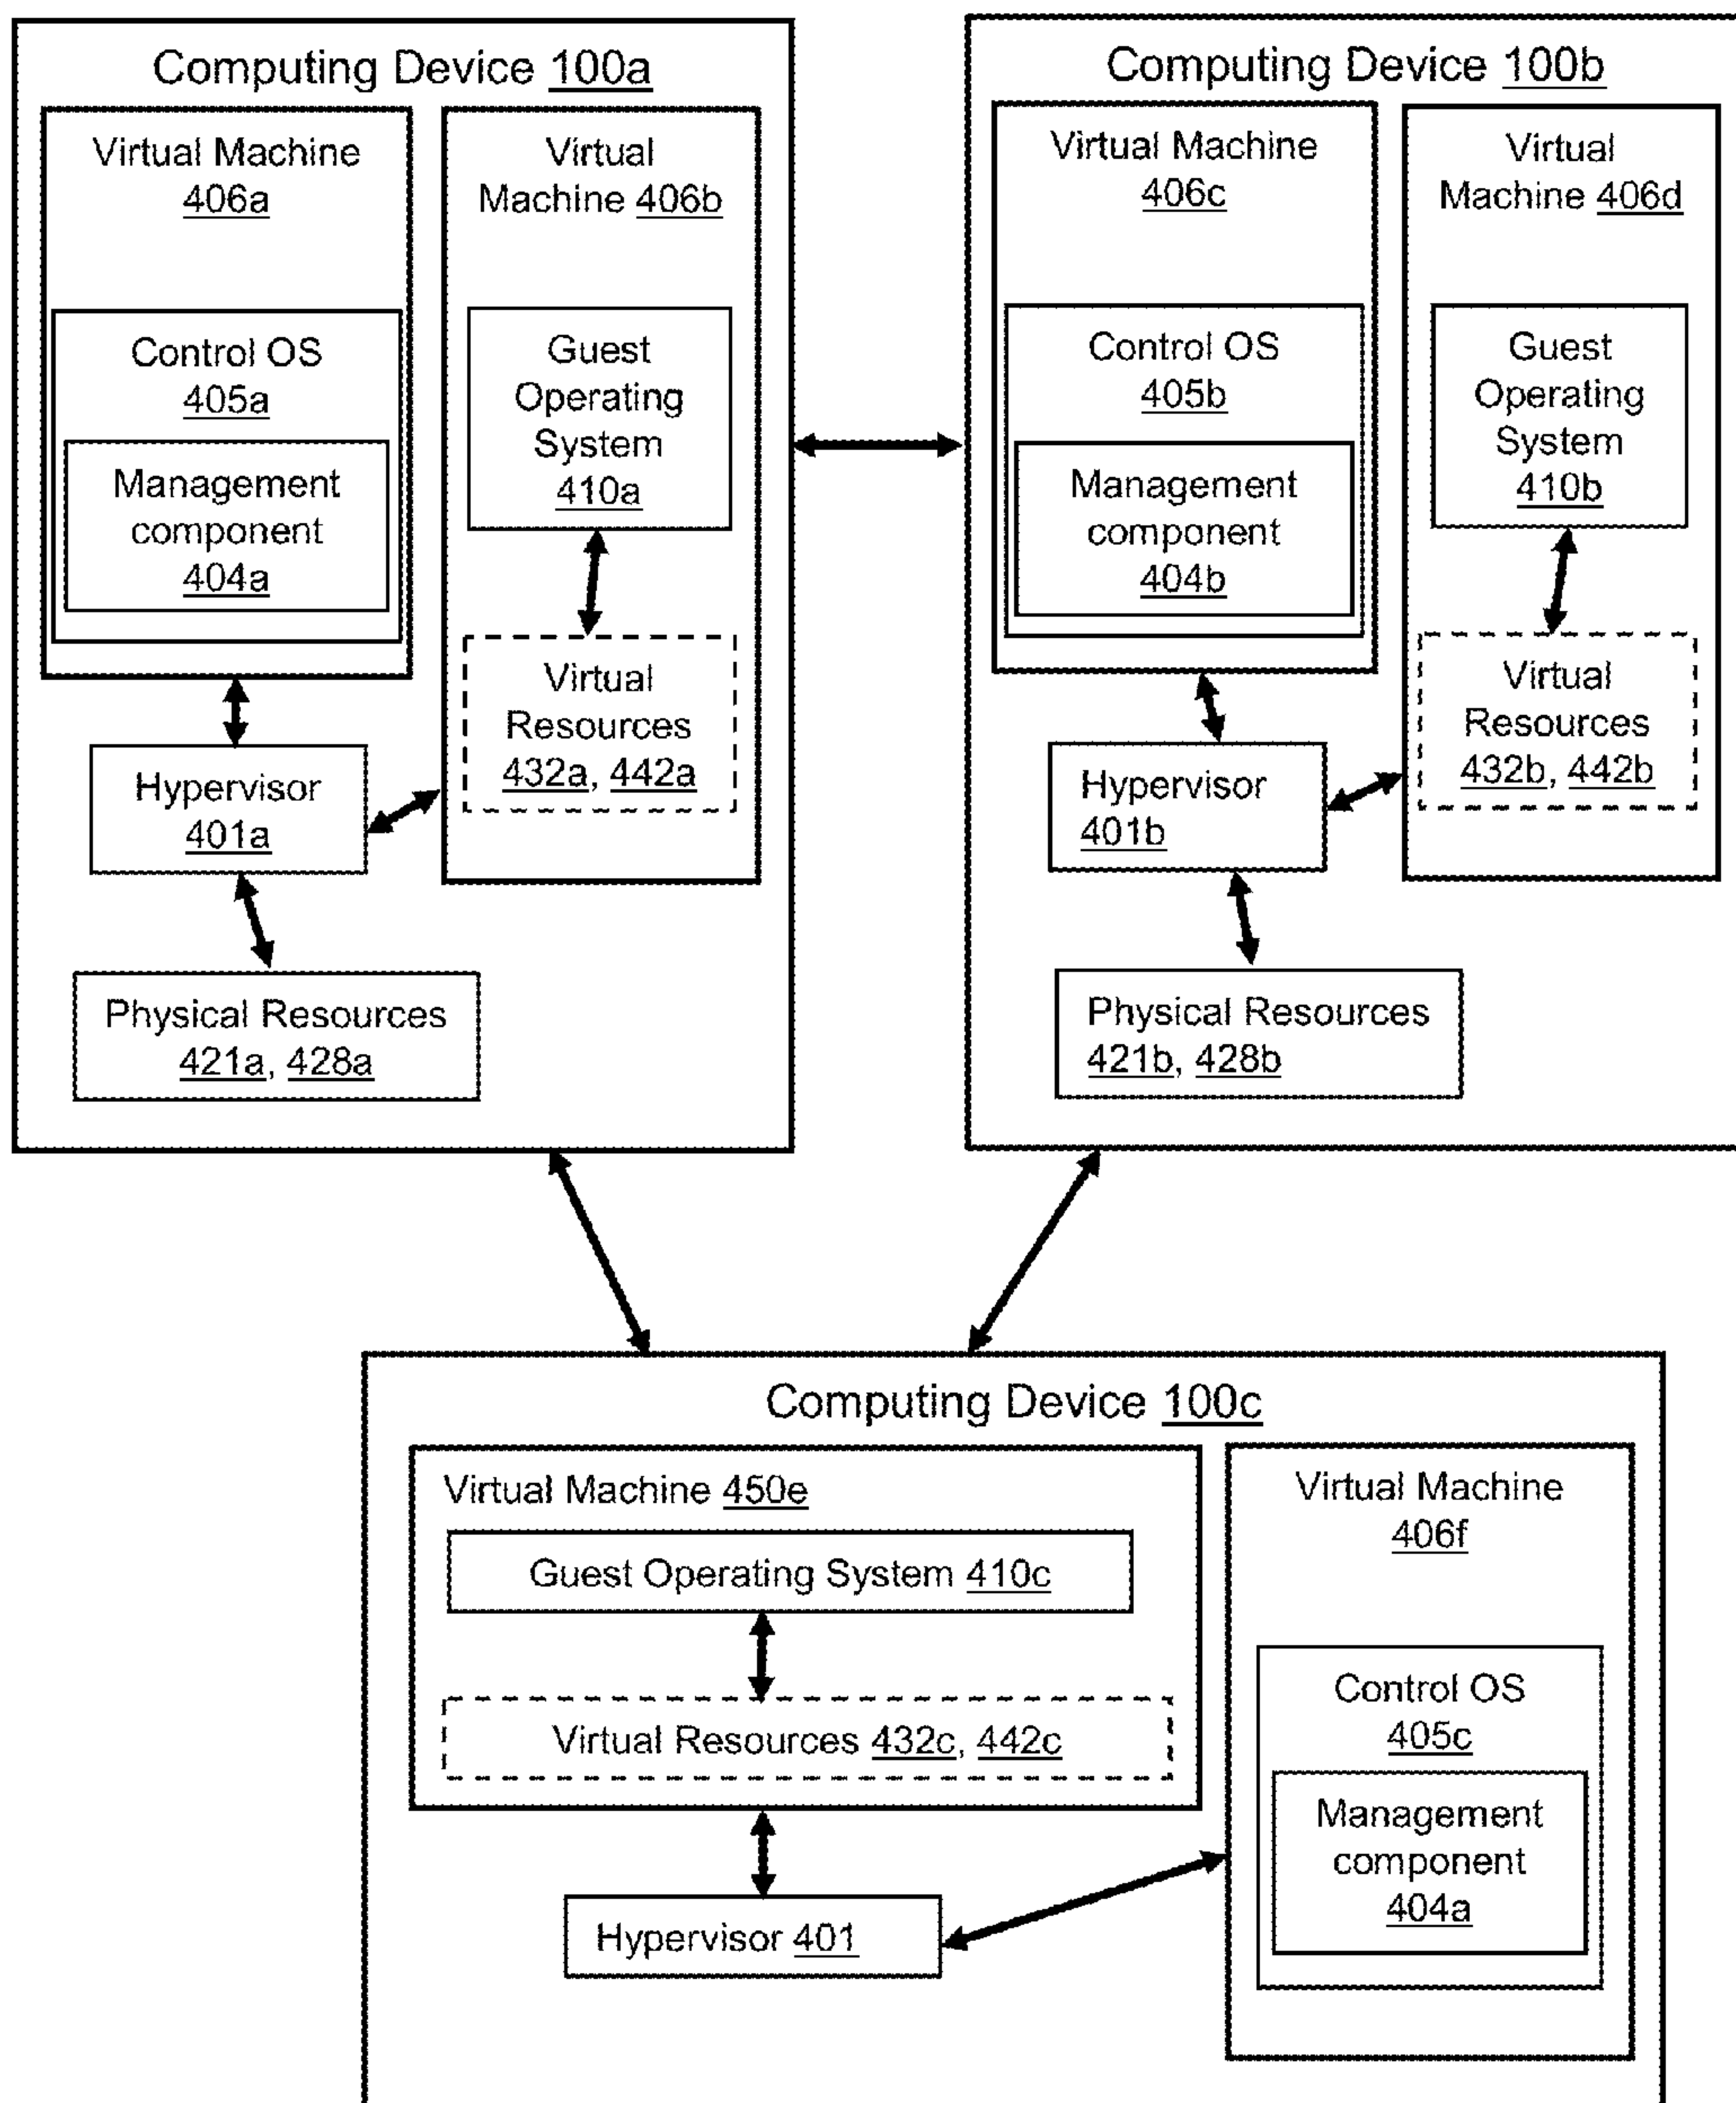 Computing Device 100a
Virtual Machine
406a
Control OS
405a
Management
component
404a
Virtual
Machine 406b
Guest
Operating
System
410a
Virtual
Resources
432a, 442a
Hypervisor
401a
Physical Resources
421a, 428a
Computing Device 100b
Virtual Machine
406c
Control OS
405b
Management
component
404b
Virtual
Machine 406d
Guest
Operating
System
410b
Virtual
Resources
432b, 442b
Hypervisor
401b
Physical Resources
421b, 428b
Computing Device 100c
Virtual Machine 450e
Guest Operating System 410c
Virtual Resources 432c, 442c
Hypervisor 401
Virtual Machine
406f
Control OS
405c
Management
component
404a